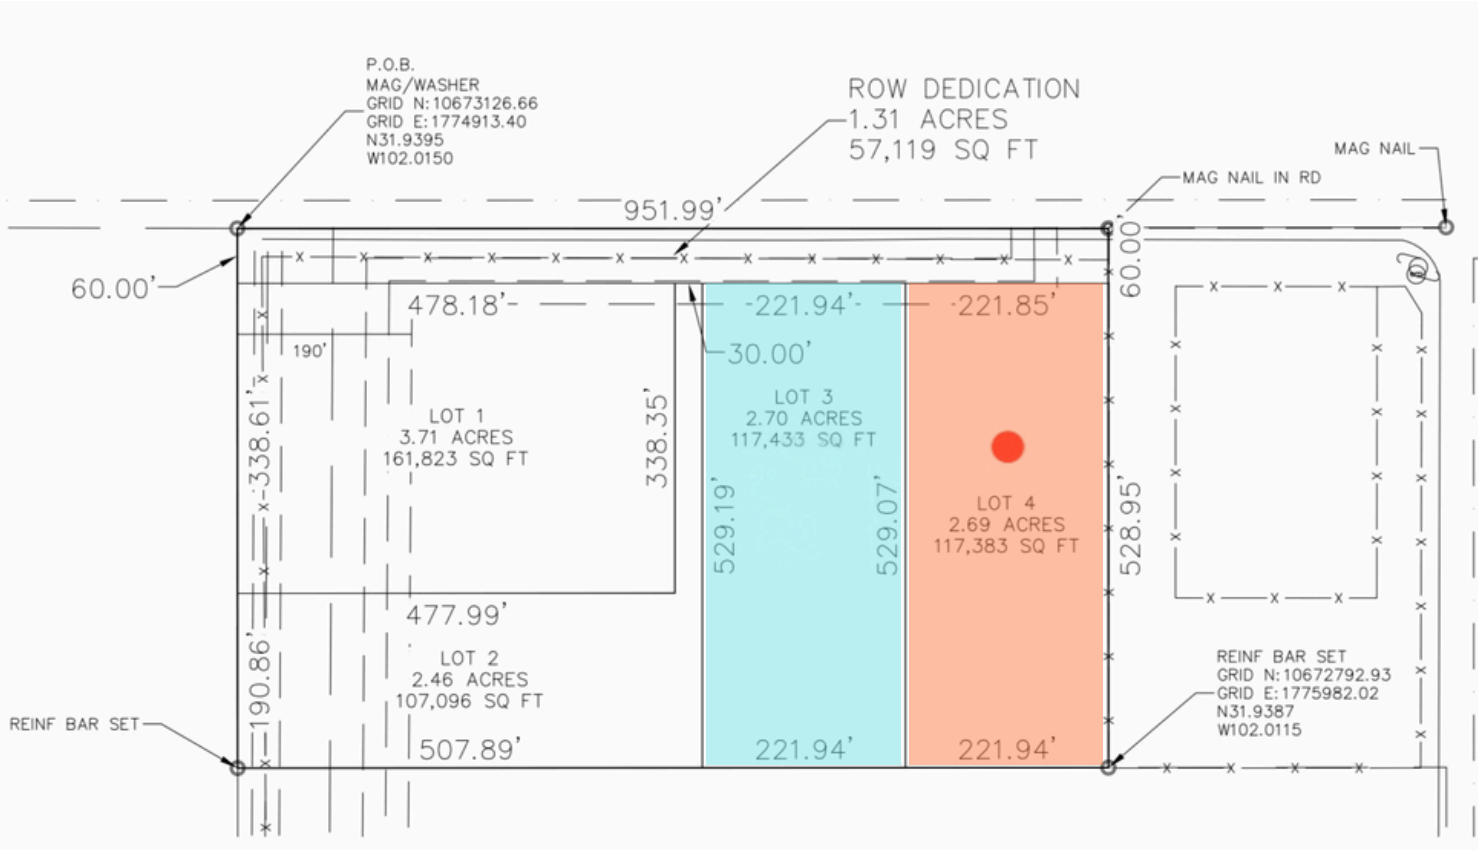 P.O.B.
MAG/WASHER
GRID N:10673126.66
GRID E:1774913.40
N31.9395
W102.0150
ROW DEDICATION
1.31 ACRES
57,119 SQ FT
MAG NAIL
MAG NAIL IN RD
951.99'
60.00'
60.00'
478.18'
221.94'
221.85'
30.00'
190'
LOT 1
3.71 ACRES
161,823 SQ FT
338.61'
338.35'
LOT 3
2.70 ACRES
117,433 SQ FT
529.19'
529.07'
LOT 4
2.69 ACRES
117,383 SQ FT
528.95'
477.99'
190.86'
LOT 2
2.46 ACRES
107,096 SQ FT
REINF BAR SET
GRID N:10672792.93
GRID E:1775982.02
N31.9387
W102.0115
REINF BAR SET
507.89'
221.94'
221.94'